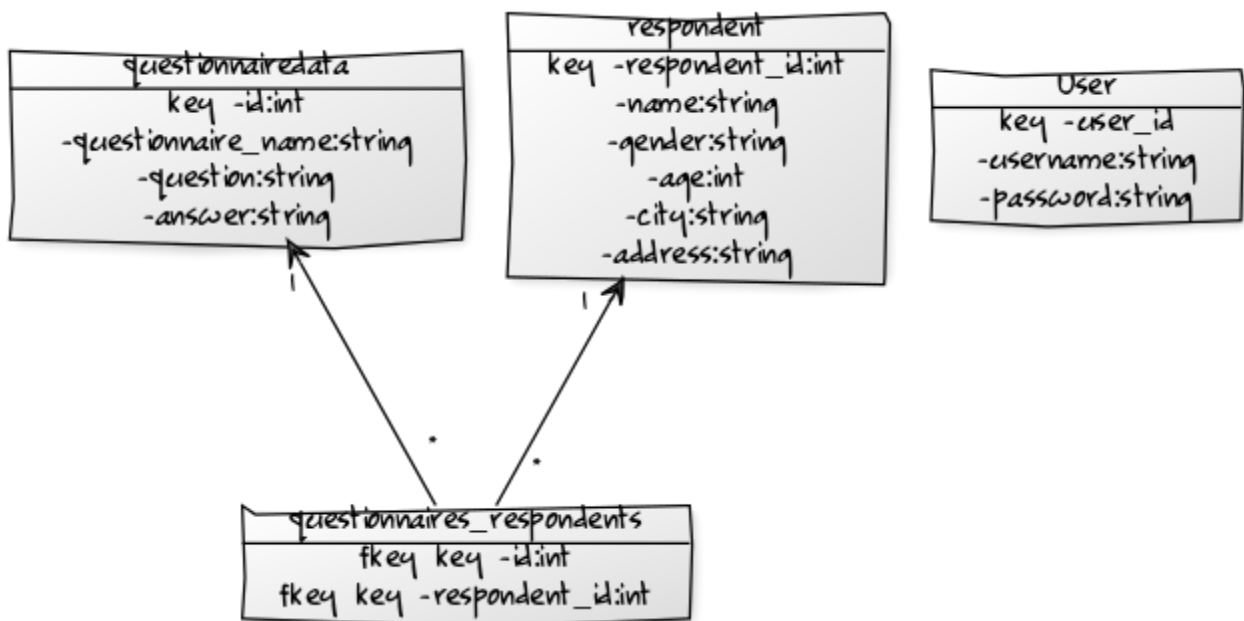 questionnairedata
key -id:int
-questionnaire_name:string
-question:string
-answer:string
respondent
key -respondent_id:int
-name:string
-gender:string
-age:int
-city:string
-address:string
User
key -user_id
-username:string
-password:string
1
1
*
*
questionnaires_respondents
fkey key -id:int
fkey key -respondent_id:int